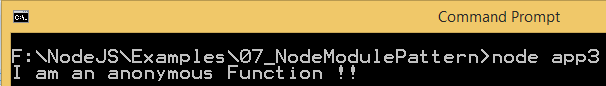 Command Prompt
F:\NodeJS\Examples\07_NodeModulePattern>node app3
I am an anonymous Function !!